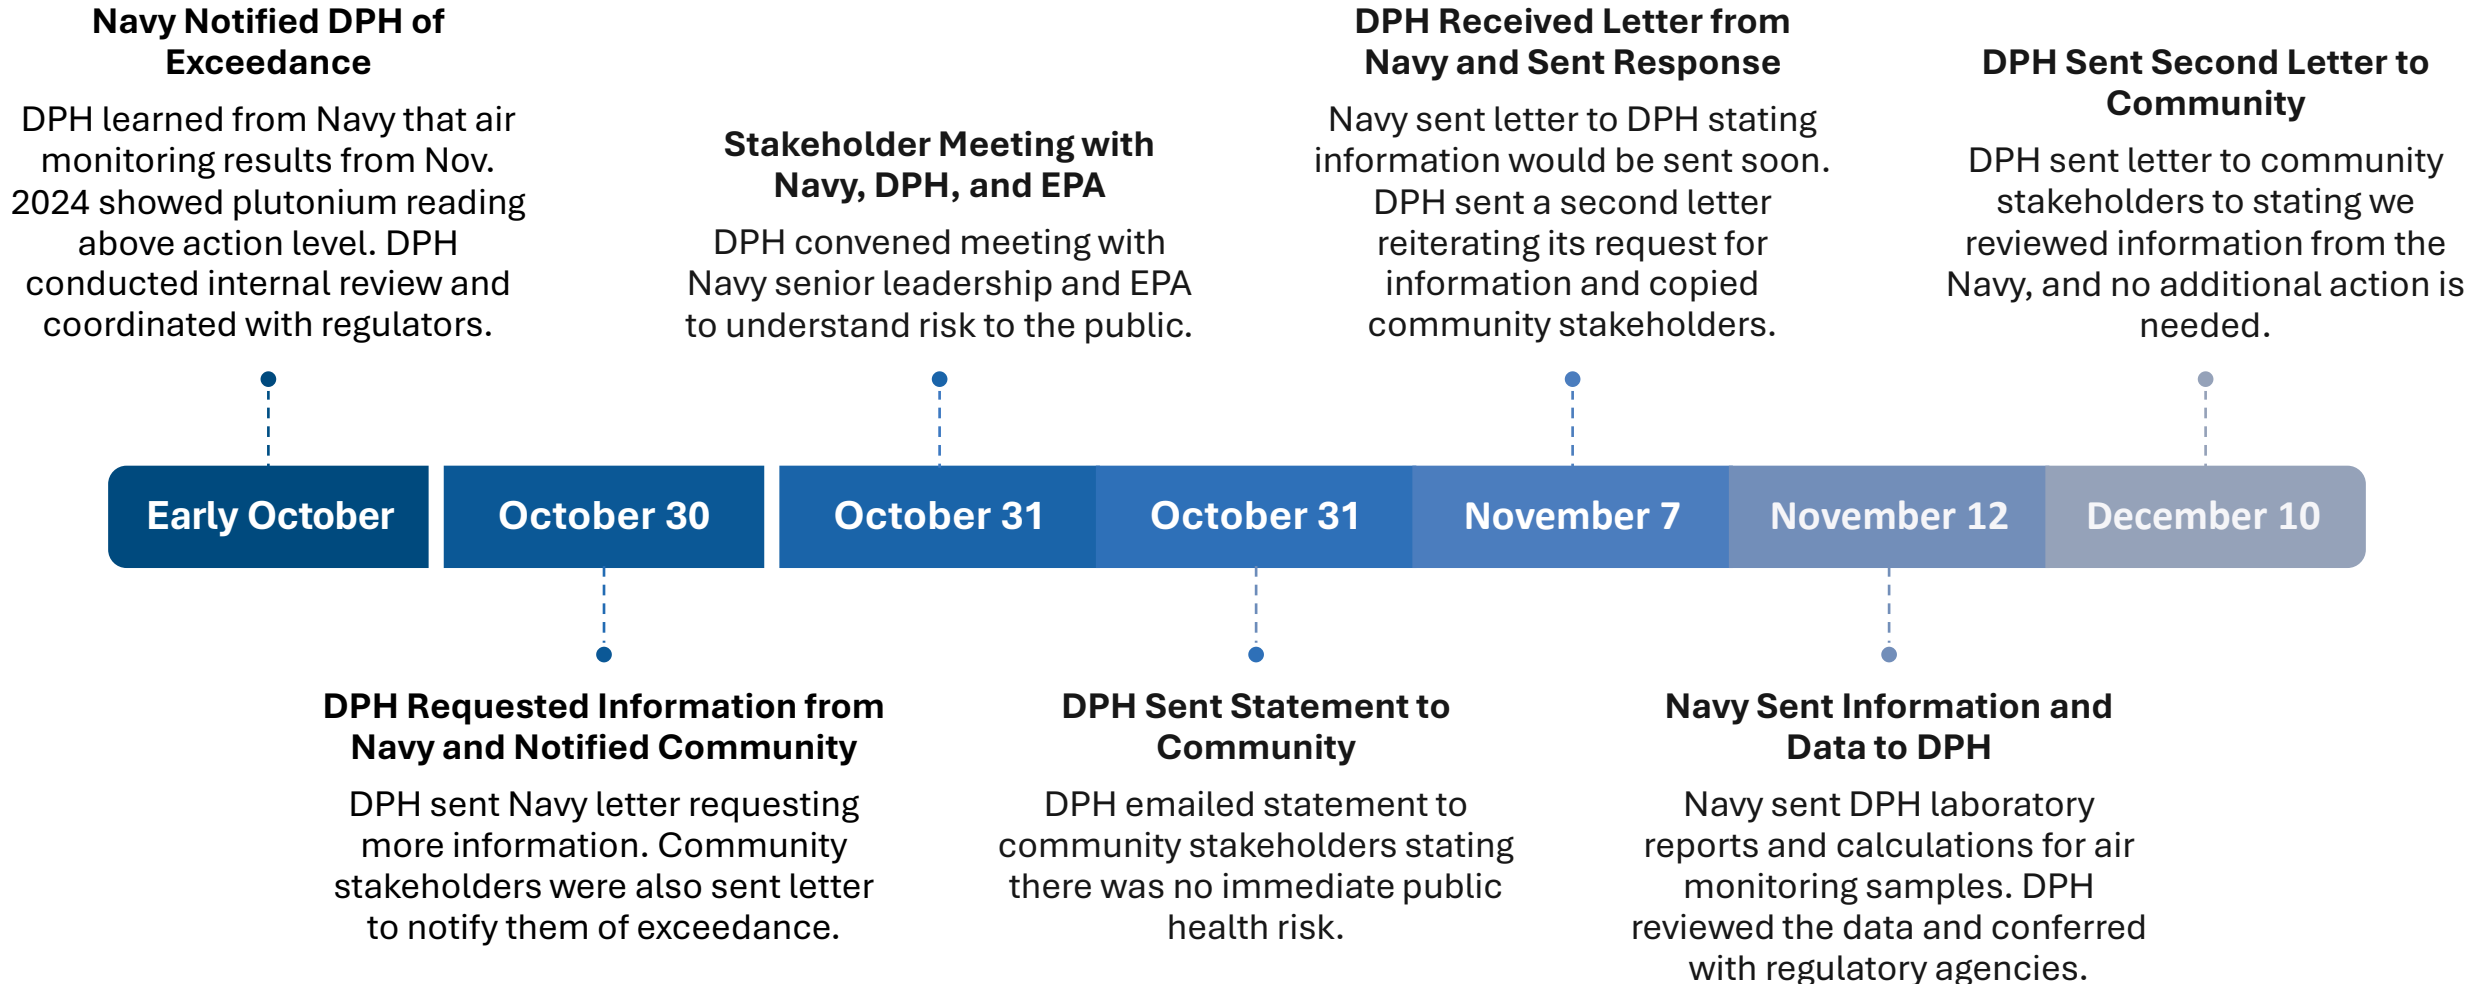 Navy Notified DPH of
Exceedance
DPH learned from Navy that air
monitoring results from Nov.
2024 showed plutonium reading
above action level. DPH
conducted internal review and
coordinated with regulators.
Stakeholder Meeting with
Navy, DPH, and EPA
DPH convened meeting with
Navy senior leadership and EPA
to understand risk to the public.
DPH Received Letter from
Navy and Sent Response
Navy sent letter to DPH stating
information would be sent soon.
DPH sent a second letter
reiterating its request for
information and copied
community stakeholders.
DPH Sent Second Letter to
Community
DPH sent letter to community
stakeholders to stating we
reviewed information from the
Navy, and no additional action is
needed.
Early October
October 30
October 31
October 31
November 7
November 12
December 10
DPH Requested Information from
Navy and Notified Community
DPH sent Navy letter requesting
more information. Community
stakeholders were also sent letter
to notify them of exceedance.
DPH Sent Statement to
Community
DPH emailed statement to
community stakeholders stating
there was no immediate public
health risk.
Navy Sent Information and
Data to DPH
Navy sent DPH laboratory
reports and calculations for air
monitoring samples. DPH
reviewed the data and conferred
with regulatory agencies.